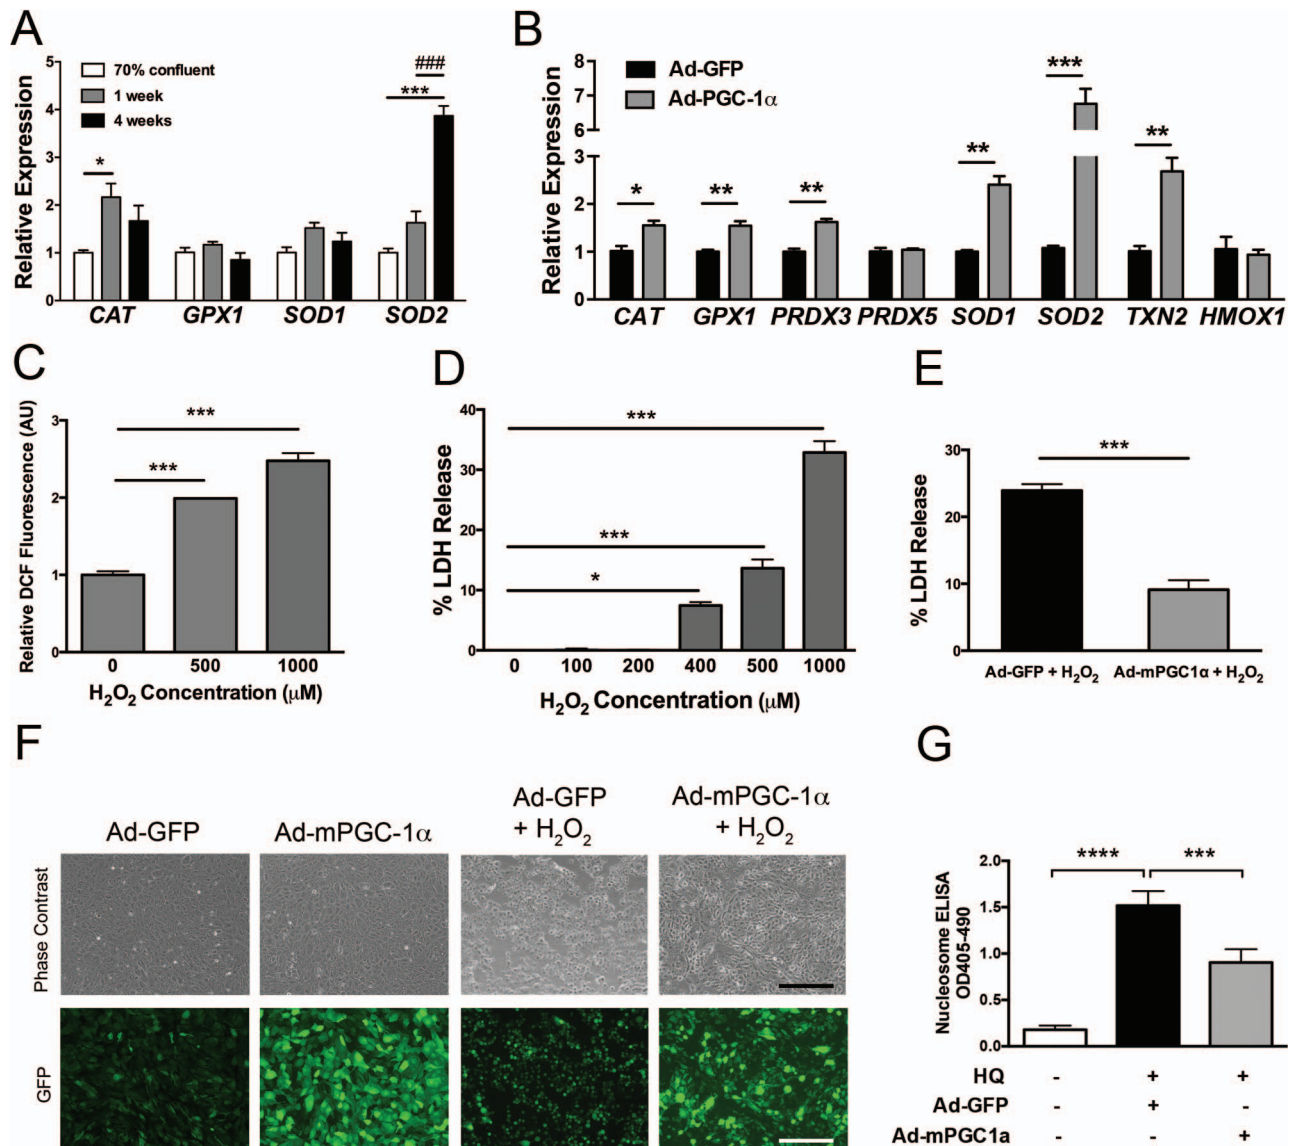 A
Relative Expression
5
4
3
2
1
0
70% confluent
1 week
4 weeks
*
***
###
CAT GPX1 SOD1 SOD2
B
Relative Expression
8
7
6
3
2
1
0
Ad-GFP
Ad-PGC-1α
* ** ** ** *** **
CAT GPX1 PRDX3 PRDX5 SOD1 SOD2 TXN2 HMOX1
C
Relative DCF Fluorescence (AU)
3
2
1
0
***
***
0 500 1000
H2O2 Concentration (μM)
D
% LDH Release
40
30
20
10
0
***
***
*
0 100 200 400 500 1000
H2O2 Concentration (μM)
E
% LDH Release
30
20
10
0
***
Ad-GFP + H2O2 Ad-mPGC1α + H2O2
F
Ad-GFP
Ad-mPGC-1α
Ad-GFP
+ H2O2
Ad-mPGC-1α
+ H2O2
Phase Contrast
GFP
G
Nucleosome ELISA
OD405-490
2.0
1.5
1.0
0.5
0.0
**** ***
HQ - + +
Ad-GFP - + -
Ad-mPGC1a - - +